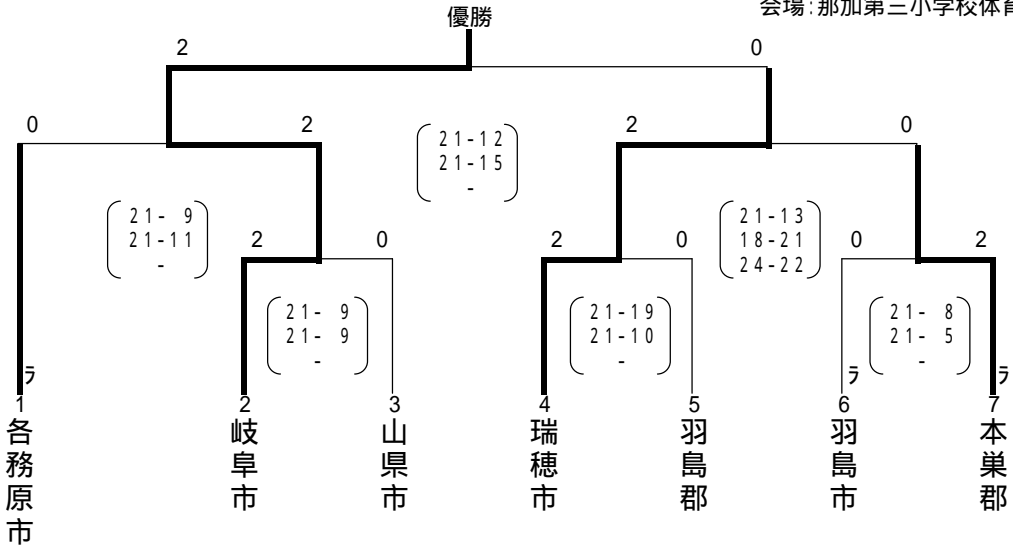 会場:那加第三小学校体育
優勝
2 0
0 2 2 0
21-12
21-15
-
21- 9
21-11
-
21-13
18-21
24-22
2 0 2 0 0 2
21- 9
21- 9
-
21-19
21-10
-
21- 8
21- 5
-
ラ ラ ラ
1 2 3 4 5 6 7
各務原市
岐阜市
山県市
瑞穂市
羽島郡
羽島市
本巣郡